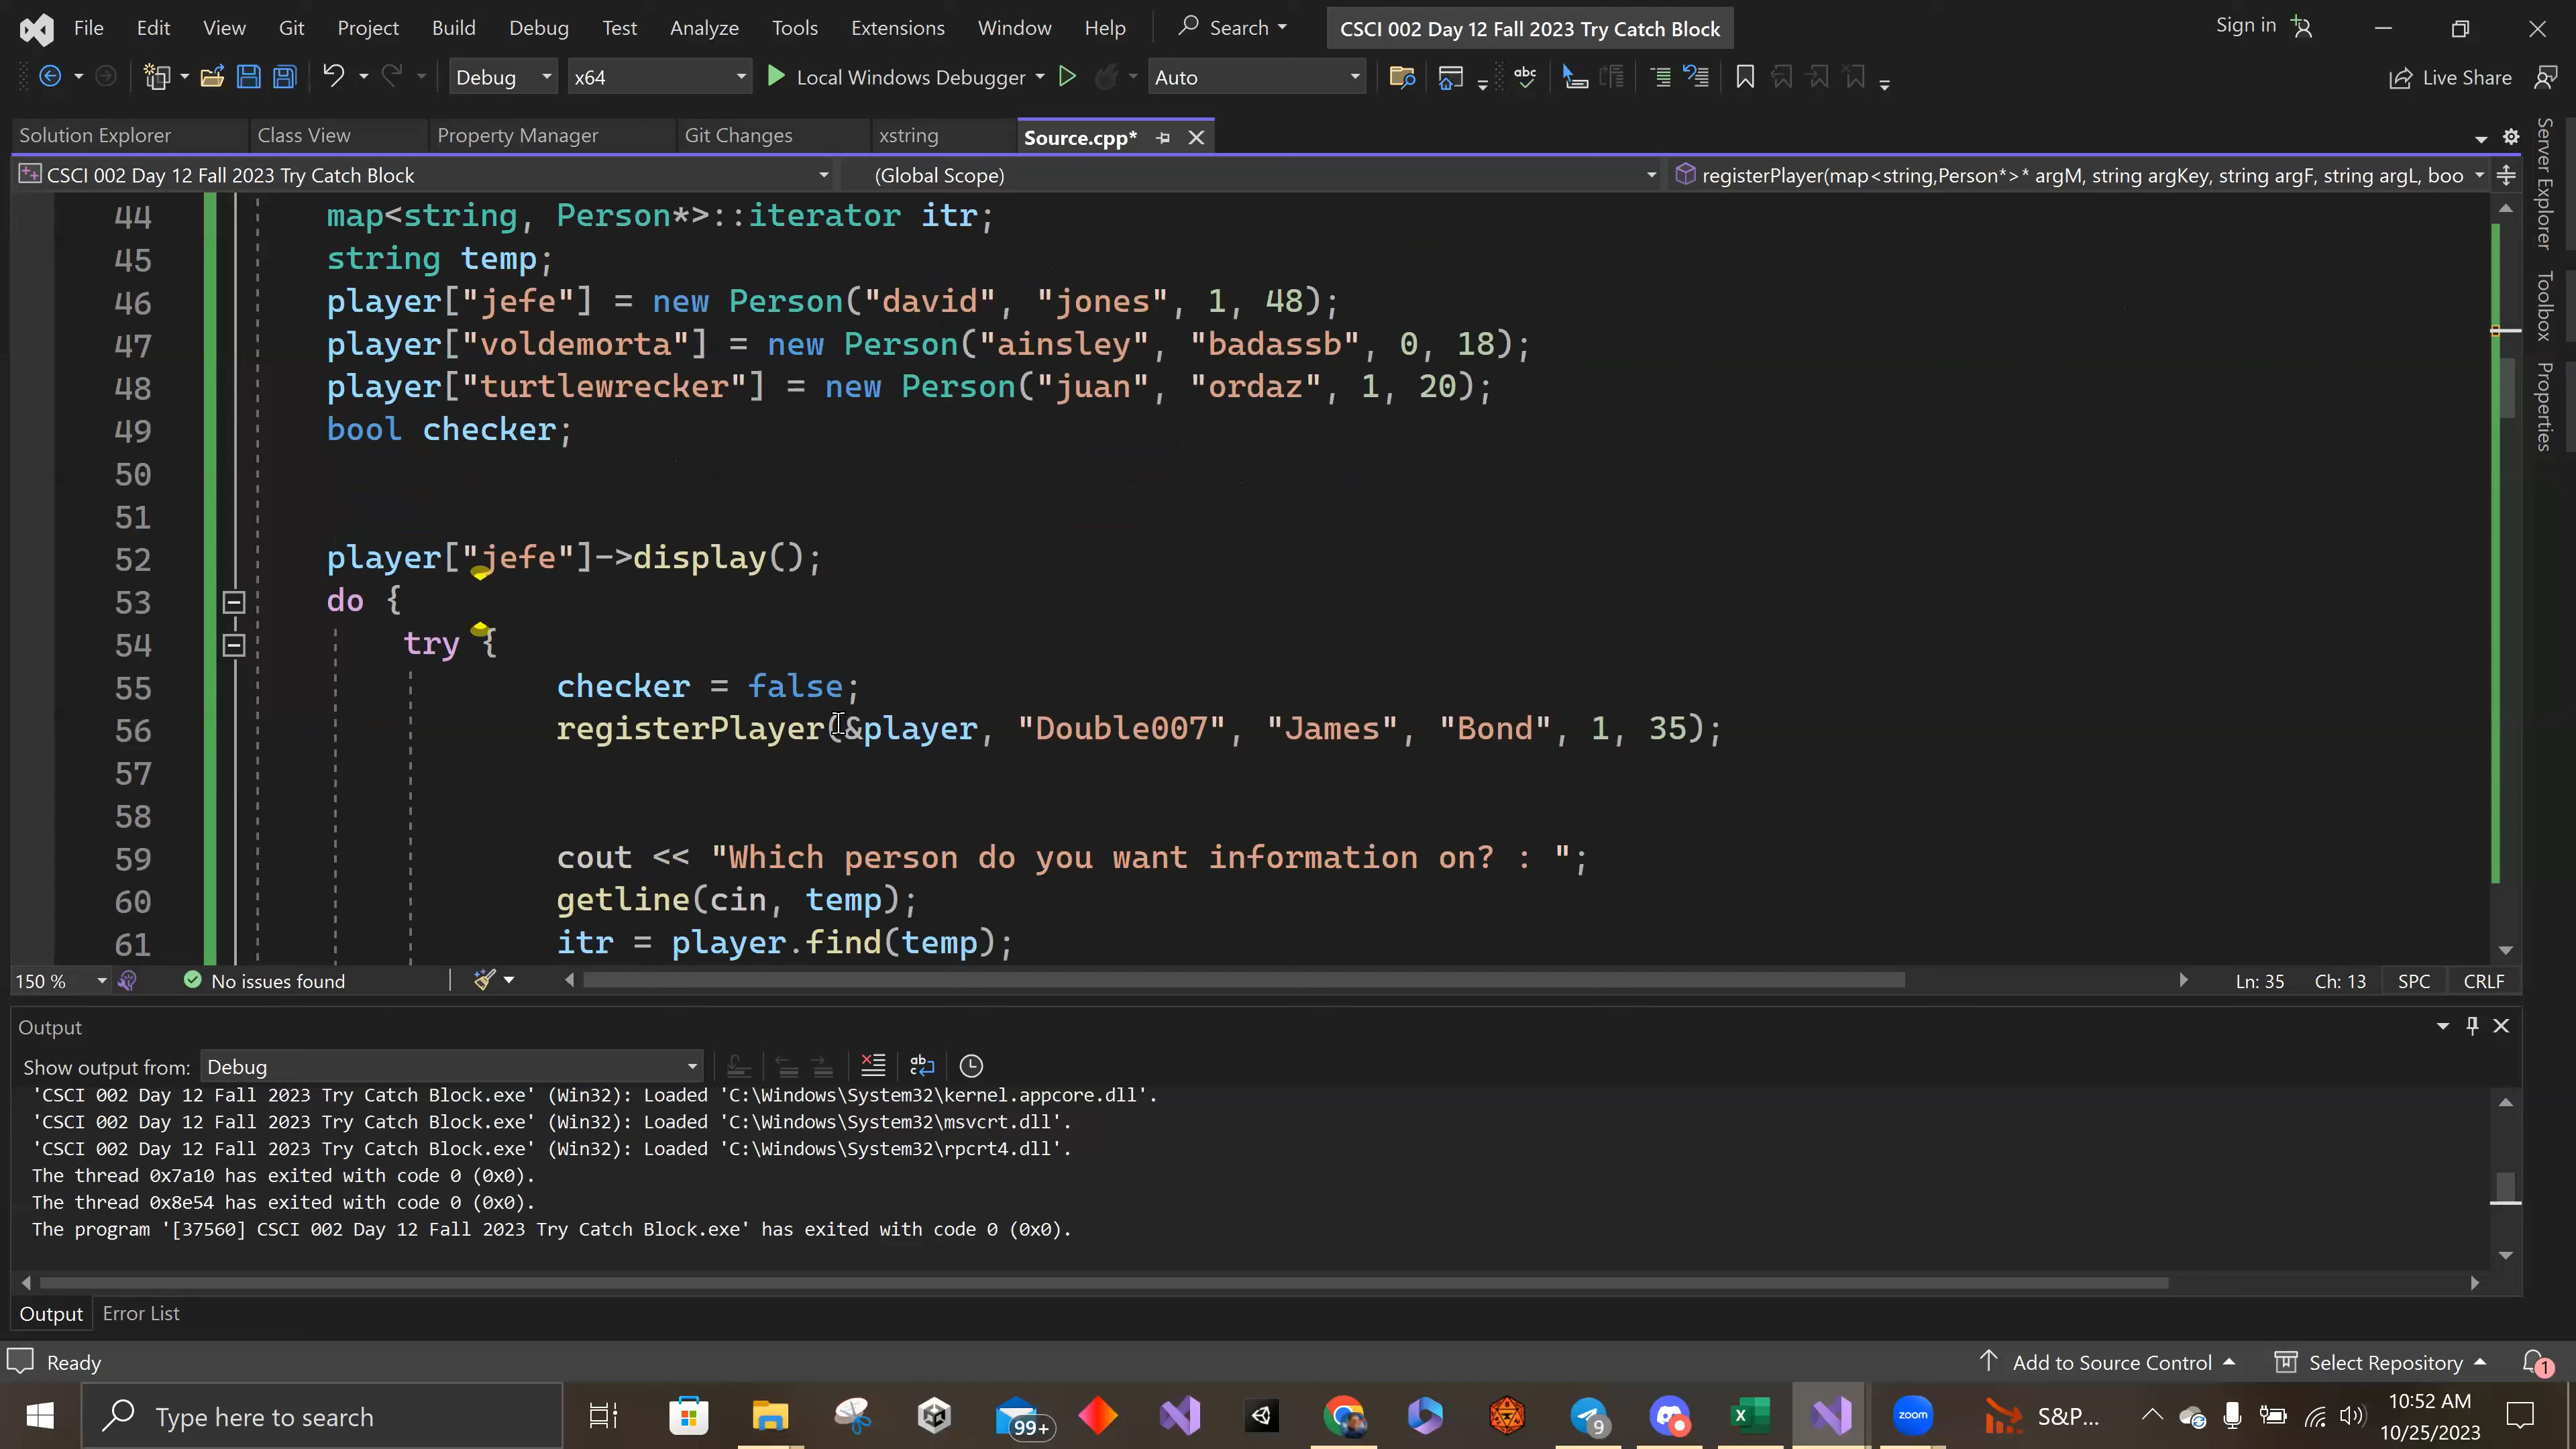 File Edit View Git Project Build Debug Test Analyze Tools Extensions Window Help Search CSCI 002 Day 12 Fall 2023 Try Catch Block Sign in
Debug x64 Local Windows Debugger Auto Live Share
Solution Explorer Class View Property Manager Git Changes xstring Source.cpp*
CSCI 002 Day 12 Fall 2023 Try Catch Block (Global Scope) registerPlayer(map<string,Person*>* argM, string argKey, string argF, string argL, boo
44 map<string, Person*>::iterator itr;
45 string temp;
46 player["jefe"] = new Person("david", "jones", 1, 48);
47 player["voldemorta"] = new Person("ainsley", "badassb", 0, 18);
48 player["turtlewrecker"] = new Person("juan", "ordaz", 1, 20);
49 bool checker;
50
51
52 player["jefe"]->display();
53 do {
54 try {
55 checker = false;
56 registerPlayer(&player, "Double007", "James", "Bond", 1, 35);
57
58
59 cout << "Which person do you want information on? : ";
60 getline(cin, temp);
61 itr = player.find(temp);
Server Explorer
Toolbox
Properties
150 % No issues found Ln: 35 Ch: 13 SPC CRLF
Output
Show output from: Debug
'CSCI 002 Day 12 Fall 2023 Try Catch Block.exe' (Win32): Loaded 'C:\Windows\System32\kernel.appcore.dll'.
'CSCI 002 Day 12 Fall 2023 Try Catch Block.exe' (Win32): Loaded 'C:\Windows\System32\msvcrt.dll'.
'CSCI 002 Day 12 Fall 2023 Try Catch Block.exe' (Win32): Loaded 'C:\Windows\System32\rpcrt4.dll'.
The thread 0x7a10 has exited with code 0 (0x0).
The thread 0x8e54 has exited with code 0 (0x0).
The program '[37560] CSCI 002 Day 12 Fall 2023 Try Catch Block.exe' has exited with code 0 (0x0).
Output Error List
Ready Add to Source Control Select Repository 1
Type here to search 99+ 9 zoom S&P... 10:52 AM
10/25/2023